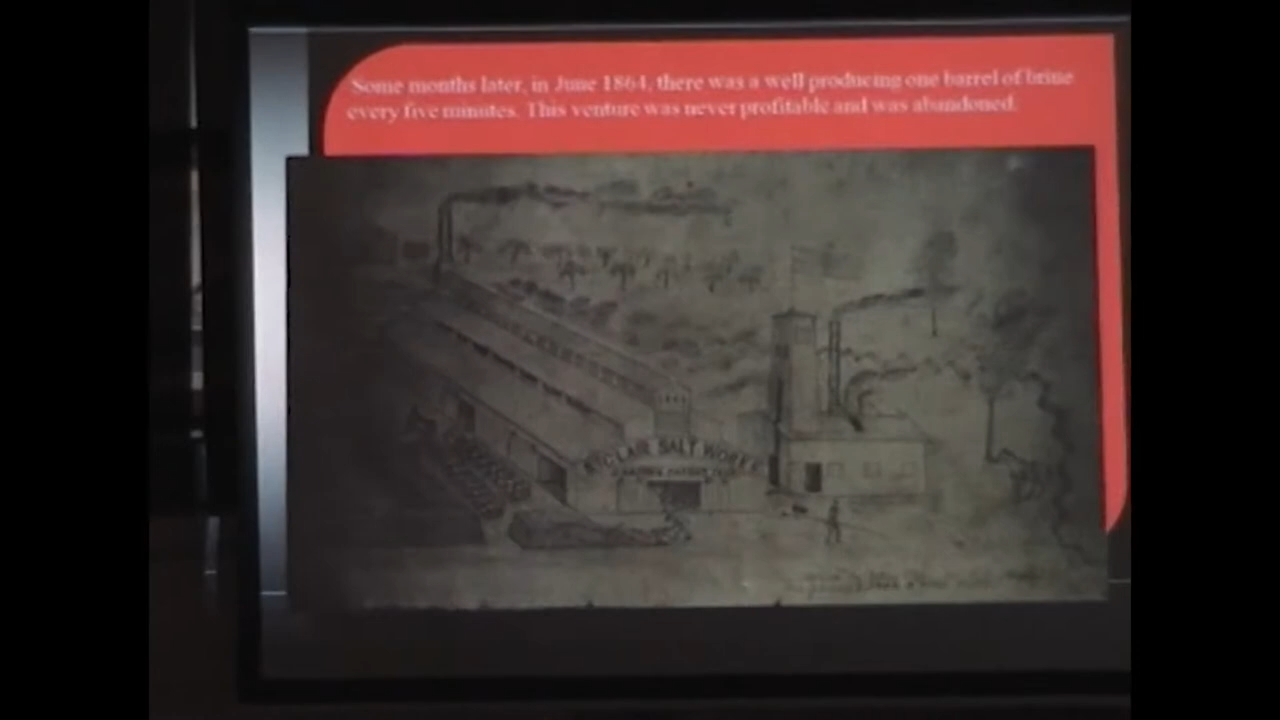 Some months later, in June 1864, there was a well producing one barrel of brine
every five minutes. This venture was never profitable and was abandoned.
CLAIR SALT WORKS